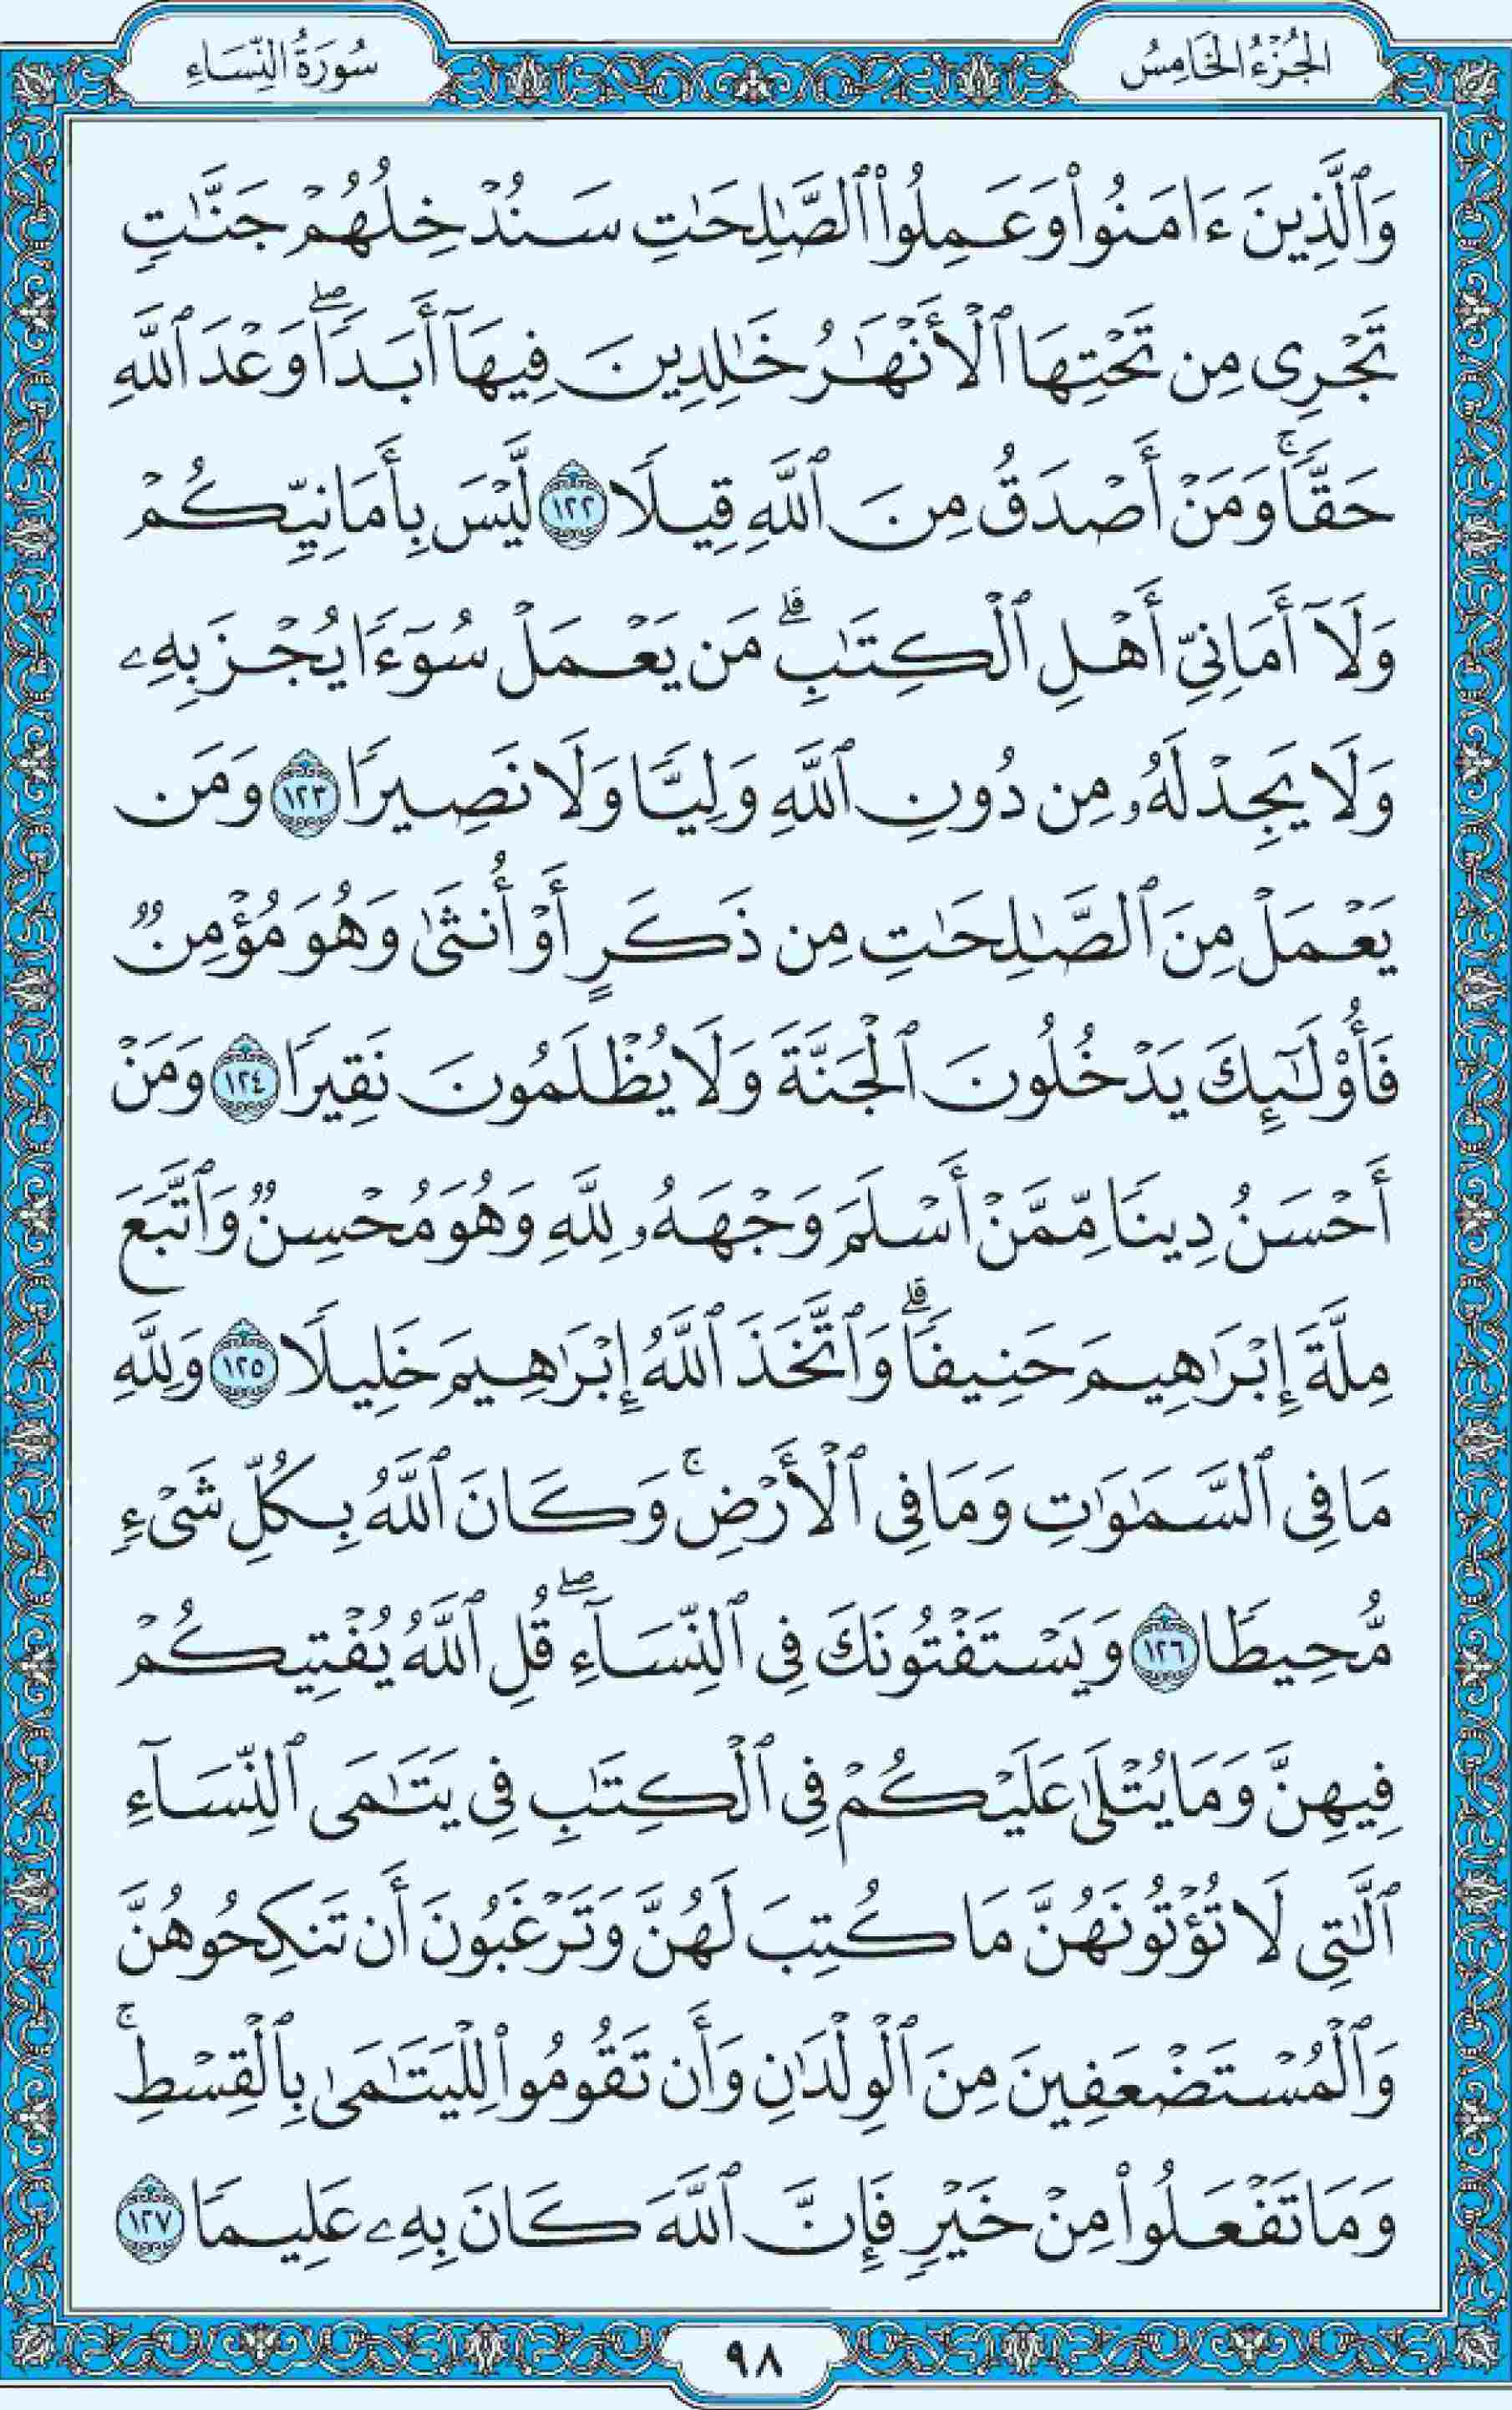 الجُزْءُ الخَامِسُ
سُورَةُ النِّسَاءِ
وَٱلَّذِينَ ءَامَنُوا۟ وَعَمِلُوا۟ ٱلصَّـٰلِحَـٰتِ سَنُدْخِلُهُمْ جَنَّـٰتٍ
تَجْرِى مِن تَحْتِهَا ٱلْأَنْهَـٰرُ خَـٰلِدِينَ فِيهَآ أَبَدًا ۖ وَعْدَ ٱللَّهِ
حَقًّا ۚ وَمَنْ أَصْدَقُ مِنَ ٱللَّهِ قِيلًا ١٢٢ لَّيْسَ بِأَمَانِيِّكُمْ
وَلَآ أَمَانِىِّ أَهْلِ ٱلْكِتَـٰبِ ۗ مَن يَعْمَلْ سُوٓءًا يُجْزَ بِهِۦ
وَلَا يَجِدْ لَهُۥ مِن دُونِ ٱللَّهِ وَلِيًّا وَلَا نَصِيرًا ١٢٣ وَمَن
يَعْمَلْ مِنَ ٱلصَّـٰلِحَـٰتِ مِن ذَكَرٍ أَوْ أُنثَىٰ وَهُوَ مُؤْمِنٌ
فَأُو۟لَـٰٓئِكَ يَدْخُلُونَ ٱلْجَنَّةَ وَلَا يُظْلَمُونَ نَقِيرًا ١٢٤ وَمَنْ
أَحْسَنُ دِينًا مِّمَّنْ أَسْلَمَ وَجْهَهُۥ لِلَّهِ وَهُوَ مُحْسِنٌ وَٱتَّبَعَ
مِلَّةَ إِبْرَٰهِيمَ حَنِيفًا ۗ وَٱتَّخَذَ ٱللَّهُ إِبْرَٰهِيمَ خَلِيلًا ١٢٥ وَلِلَّهِ
مَا فِى ٱلسَّمَـٰوَٰتِ وَمَا فِى ٱلْأَرْضِ ۚ وَكَانَ ٱللَّهُ بِكُلِّ شَىْءٍ
مُّحِيطًا ١٢٦ وَيَسْتَفْتُونَكَ فِى ٱلنِّسَآءِ ۖ قُلِ ٱللَّهُ يُفْتِيكُمْ
فِيهِنَّ وَمَا يُتْلَىٰ عَلَيْكُمْ فِى ٱلْكِتَـٰبِ فِى يَتَـٰمَى ٱلنِّسَآءِ
ٱلَّـٰتِى لَا تُؤْتُونَهُنَّ مَا كُتِبَ لَهُنَّ وَتَرْغَبُونَ أَن تَنكِحُوهُنَّ
وَٱلْمُسْتَضْعَفِينَ مِنَ ٱلْوِلْدَٰنِ وَأَن تَقُومُوا۟ لِلْيَتَـٰمَىٰ بِٱلْقِسْطِ ۚ
وَمَا تَفْعَلُوا۟ مِنْ خَيْرٍ فَإِنَّ ٱللَّهَ كَانَ بِهِۦ عَلِيمًا ١٢٧
٩٨